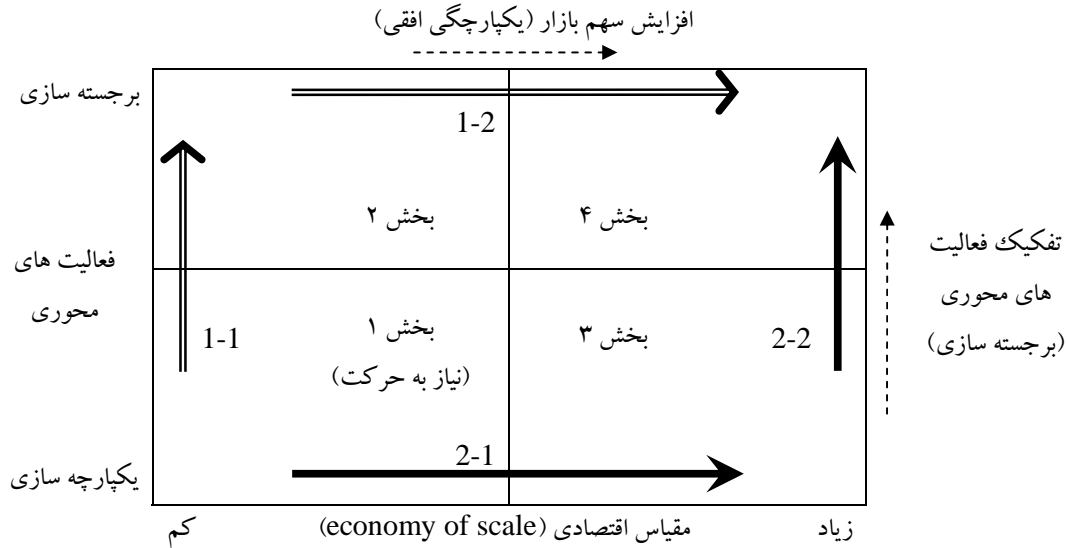 افزایش سهم بازار (یکپارچگی افقی)
برجسته سازی
1-2
بخش ۲
بخش ۴
فعالیت های
محوری
تفکیک فعالیت
های محوری
(برجسته سازی)
1-1
بخش ۱
(نیاز به حرکت)
بخش ۳
2-2
2-1
یکپارچه سازی
کم
مقیاس اقتصادی (economy of scale)
زیاد